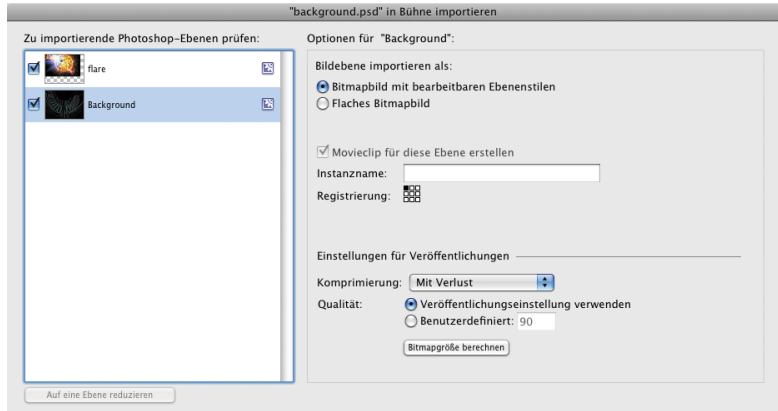 "background.psd" in Bühne importieren
Zu importierende Photoshop-Ebenen prüfen:
flare
Background
Auf eine Ebene reduzieren
Optionen für "Background":
Bildebene importieren als:
Bitmapbild mit bearbeitbaren Ebenenstilen
Flaches Bitmapbild
Movieclip für diese Ebene erstellen
Instanzname:
Registrierung:
Einstellungen für Veröffentlichungen
Komprimierung: Mit Verlust
Qualität: Veröffentlichungseinstellung verwenden
Benutzerdefiniert: 90
Bitmapgröße berechnen